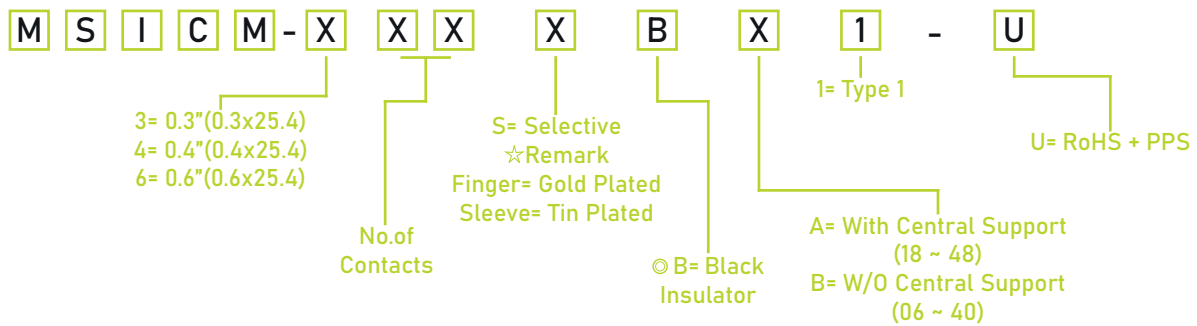 MSICM-X XX X B X 1 - U
3= 0.3"(0.3x25.4)
4= 0.4"(0.4x25.4)
6= 0.6"(0.6x25.4)
No.of
Contacts
S= Selective
☆Remark
Finger= Gold Plated
Sleeve= Tin Plated
◎B= Black
Insulator
A= With Central Support
(18 ~ 48)
B= W/O Central Support
(06 ~ 40)
1= Type 1
U= RoHS + PPS